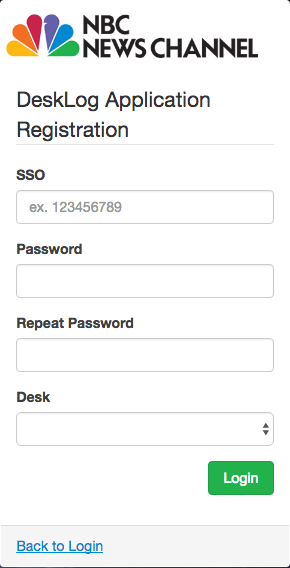 NBC
NEWS CHANNEL
DeskLog Application
Registration
SSO
ex. 123456789
Password
Repeat Password
Desk
Login
Back to Login